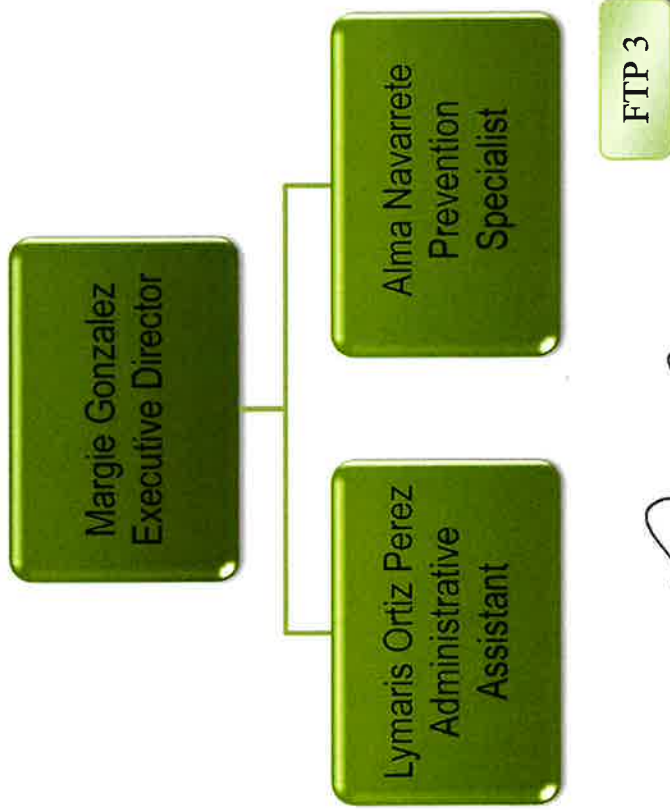 Margie Gonzalez
Executive Director
Lymaris Ortiz Perez
Administrative
Assistant
Alma Navarrete
Prevention
Specialist
FTP 3